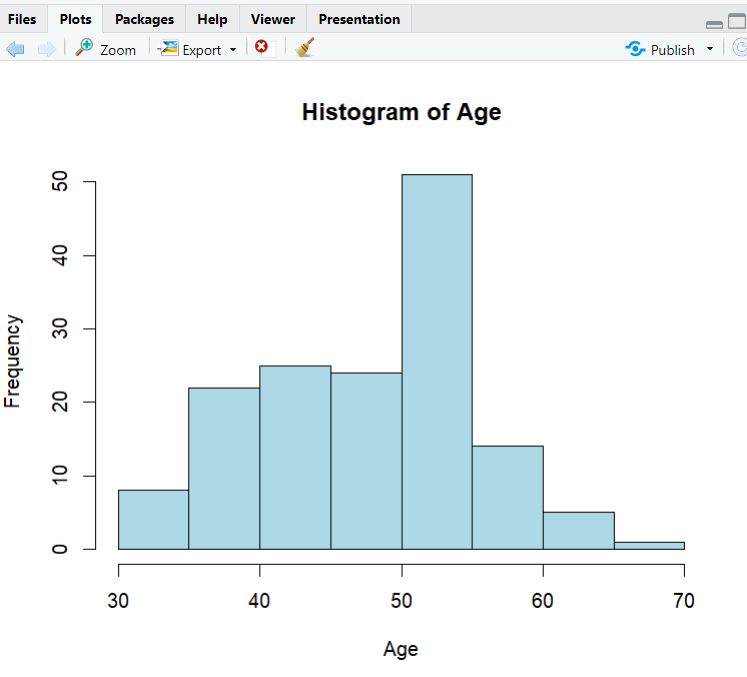 Files Plots Packages Help Viewer Presentation
Zoom Export Publish
Histogram of Age
Frequency
50
40
30
20
10
0
30 40 50 60 70
Age